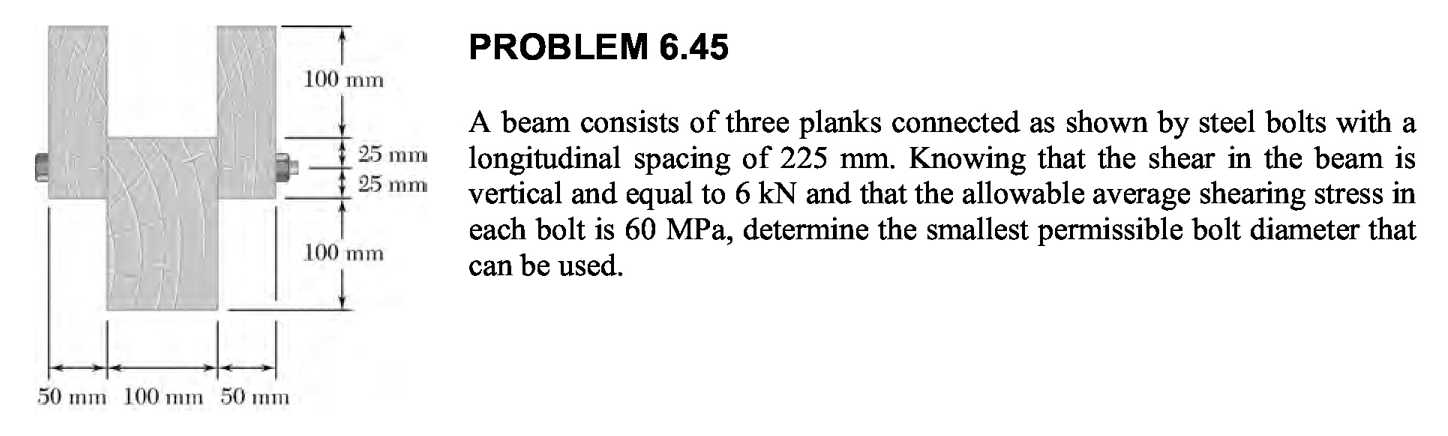 PROBLEM 6.45
A beam consists of three planks connected as shown by steel bolts with a
longitudinal spacing of 225 mm. Knowing that the shear in the beam is
vertical and equal to 6 kN and that the allowable average shearing stress in
each bolt is 60 MPa, determine the smallest permissible bolt diameter that
can be used.
100 mm
25 mm
25 mm
100 mm
50 mm 100 mm 50 mm